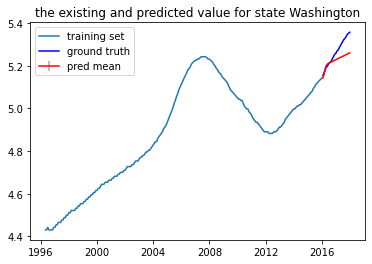 the existing and predicted value for state Washington
5.4
5.2
5.0
4.8
4.6
4.4
training set
ground truth
pred mean
1996 2000 2004 2008 2012 2016